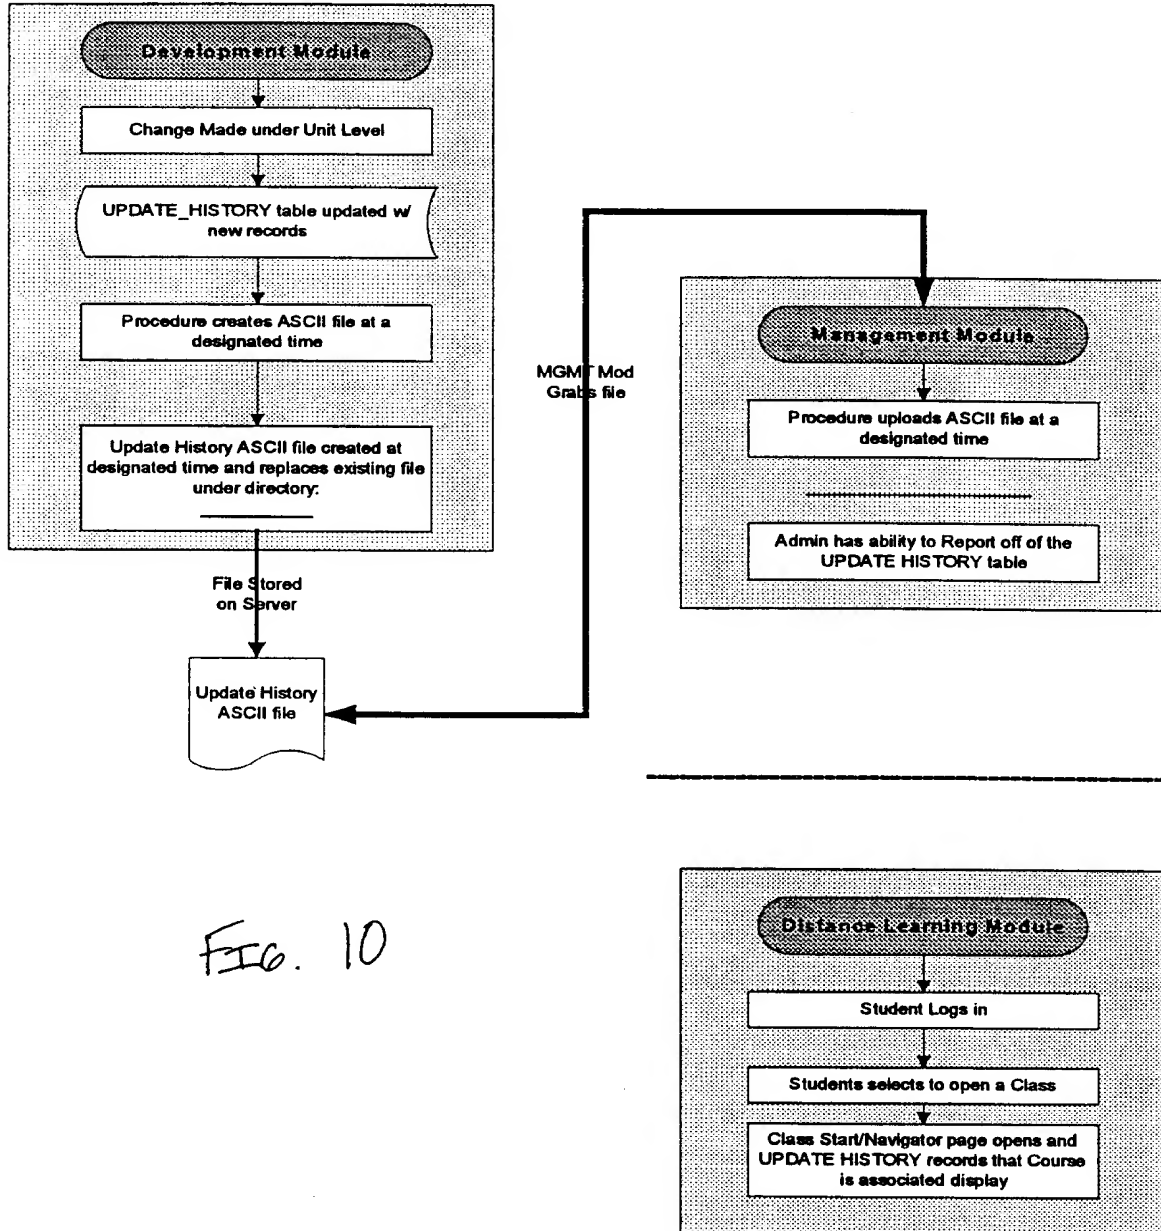 Development Module
Change Made under Unit Level
UPDATE_HISTORY table updated w/
new records
Procedure creates ASCII file at a
designated time
Update History ASCII file created at
designated time and replaces existing file
under directory:
File Stored
on Server
Update History
ASCII file
MGMT Mod
Grabs file
Management Module
Procedure uploads ASCII file at a
designated time
Admin has ability to Report off of the
UPDATE HISTORY table
FIG. 10
Distance Learning Module
Student Logs in
Students selects to open a Class
Class Start/Navigator page opens and
UPDATE HISTORY records that Course
is associated display